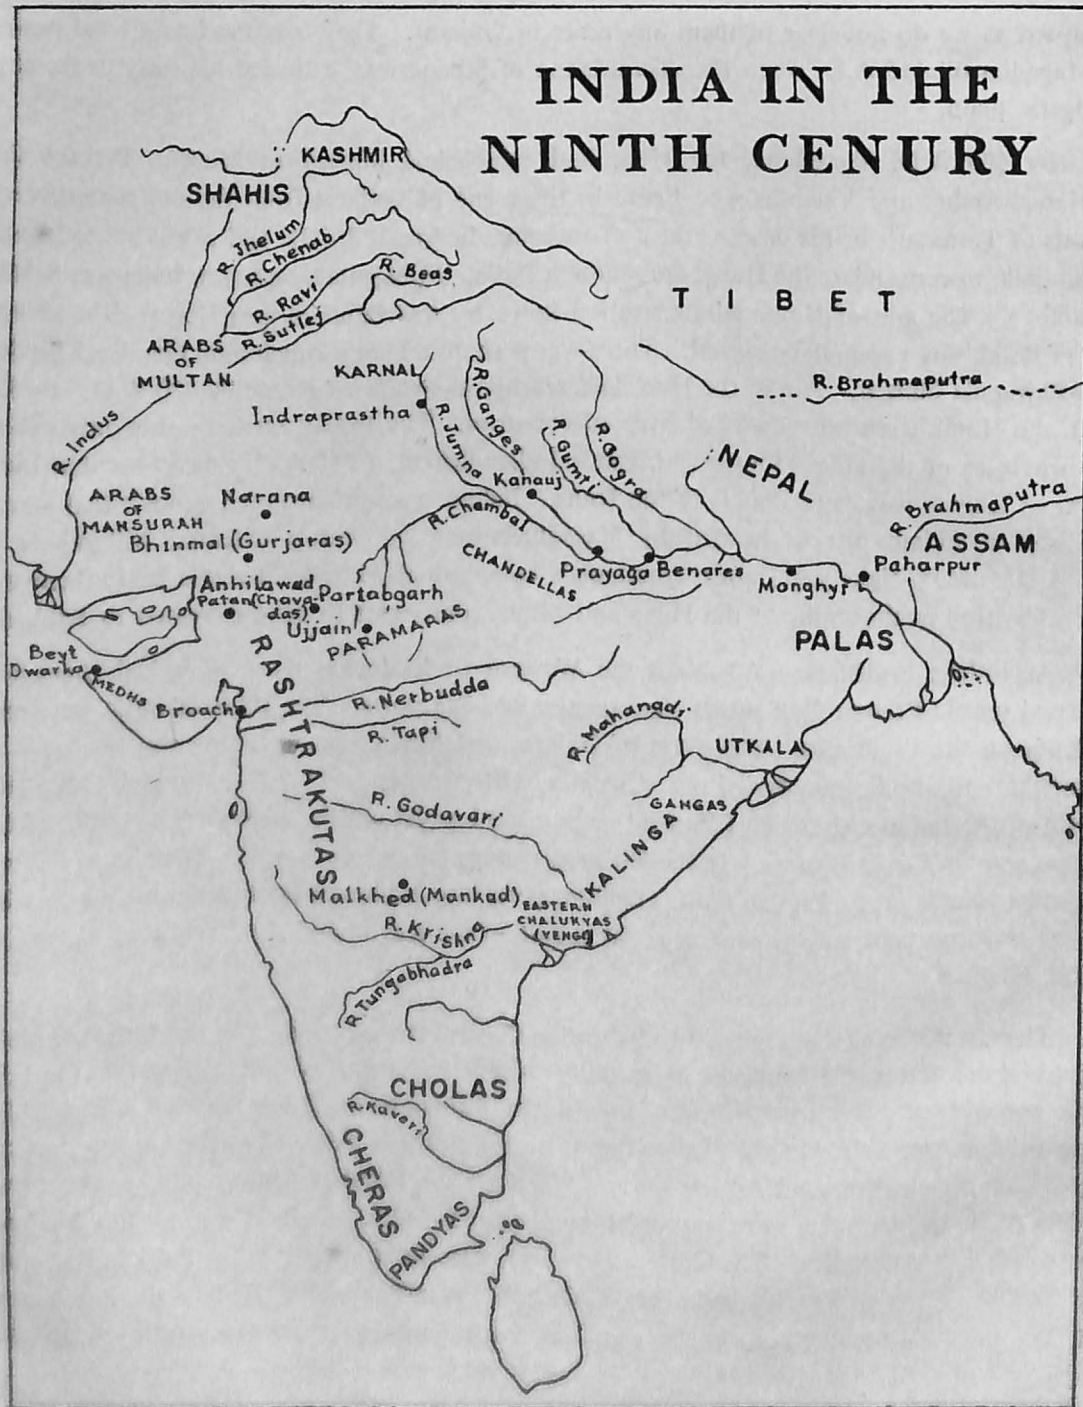 INDIA IN THE
NINTH CENURY
KASHMIR
SHAHIS
R. Jhelum
R. Chenab
R. Beas
R. Ravi
R. Sutlej
TIBET
ARABS
OF
MULTAN
KARNAL
R. Brahmaputra
Indraprastha
R. Indus
R. Jumna
R. Ganges
R. Gumti
R. Gogra
NEPAL
Kanauj
ARABS
OF
MANSURAH
Narana
R. Chambal
R. Brahmaputra
ASSAM
Bhinmal (Gurjaras)
CHANDELLAS
Prayaga
Benares
Monghyr
Paharpur
Anhilawad
Patan (Chava-
das)
Partabgarh
Ujjain
PARAMARAS
PALAS
Beyt
Dwarka
MEDHS
Broach
RASHTRAKUTAS
R. Nerbudda
R. Tapi
R. Mahanadi
UTKALA
GANGAS
R. Godavari
KALINGA
Malkhed (Mankad)
EASTERN
CHALUKYAS
(VENGI)
R. Krishna
R. Tungabhadra
CHOLAS
R. Kaveri
CHERAS
PANDYAS